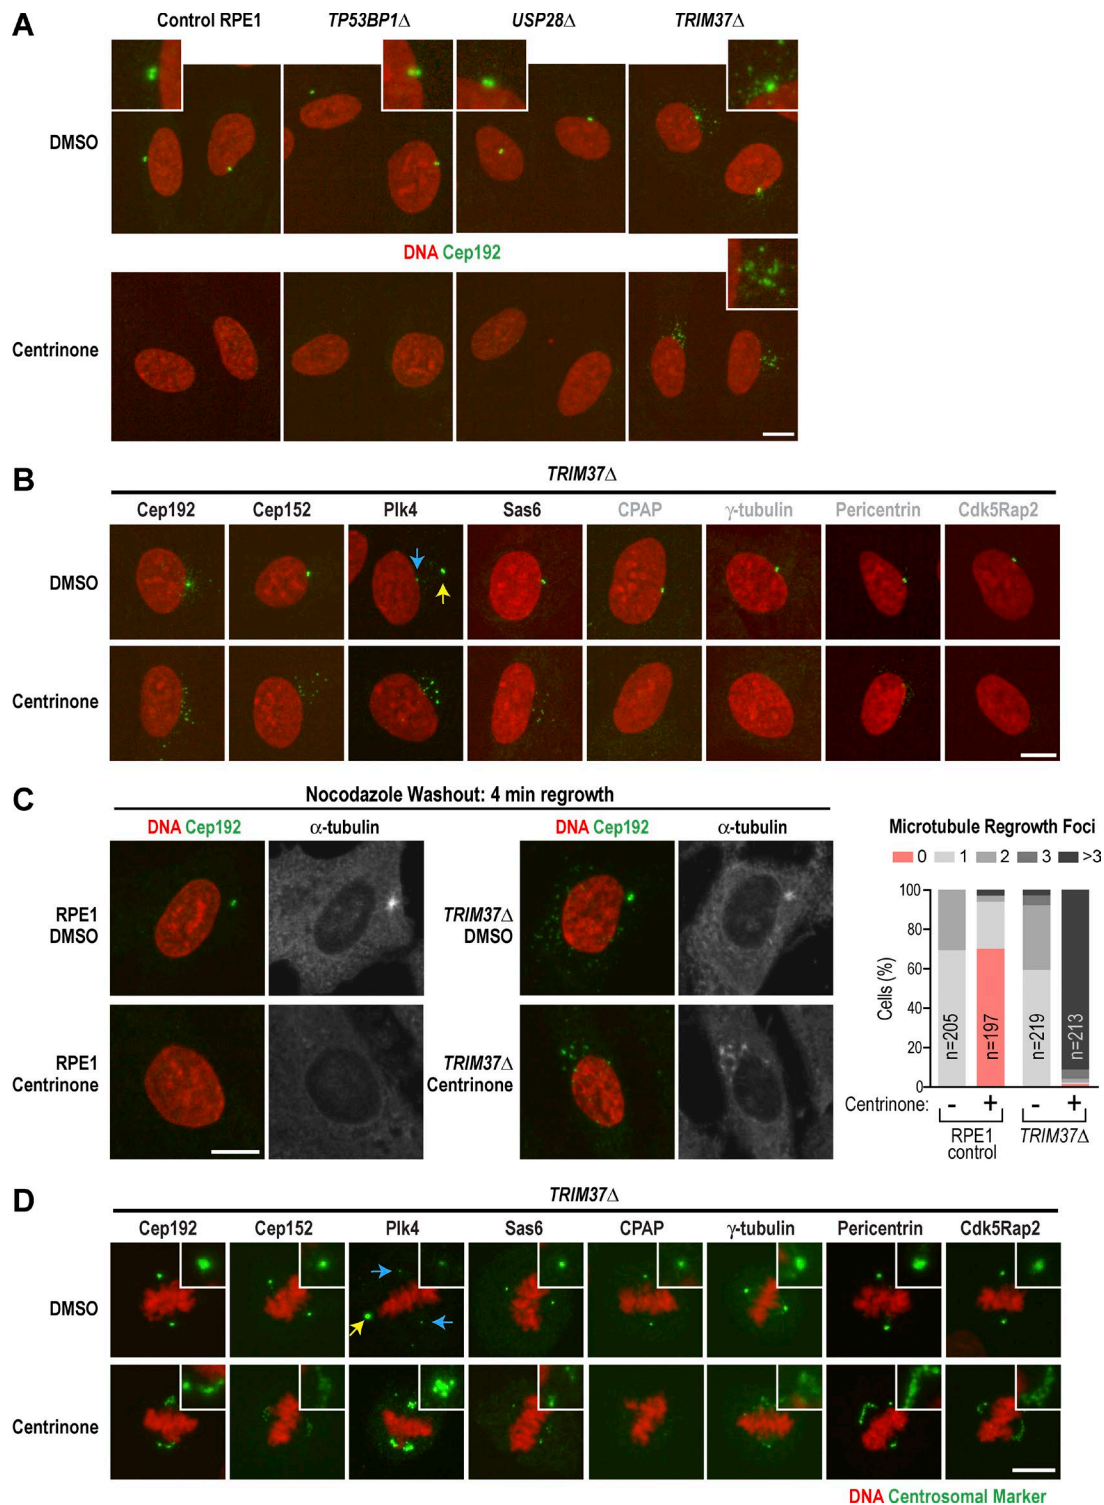 A
Control RPE1 TP53BP1Δ USP28Δ TRIM37Δ
DMSO
DNA Cep192
Centrinone
B
TRIM37Δ
Cep192 Cep152 Plk4 Sas6 CPAP γ-tubulin Pericentrin Cdk5Rap2
DMSO
Centrinone
C
Nocodazole Washout: 4 min regrowth
DNA Cep192 α-tubulin DNA Cep192 α-tubulin
RPE1
DMSO
TRIM37Δ
DMSO
RPE1
Centrinone
TRIM37Δ
Centrinone
Microtubule Regrowth Foci
0 1 2 3 >3
Cells (%)
100
80
60
40
20
0
n=205 n=197 n=219 n=213
Centrinone: - + - +
RPE1
control
TRIM37Δ
D
TRIM37Δ
Cep192 Cep152 Plk4 Sas6 CPAP γ-tubulin Pericentrin Cdk5Rap2
DMSO
Centrinone
DNA Centrosomal Marker